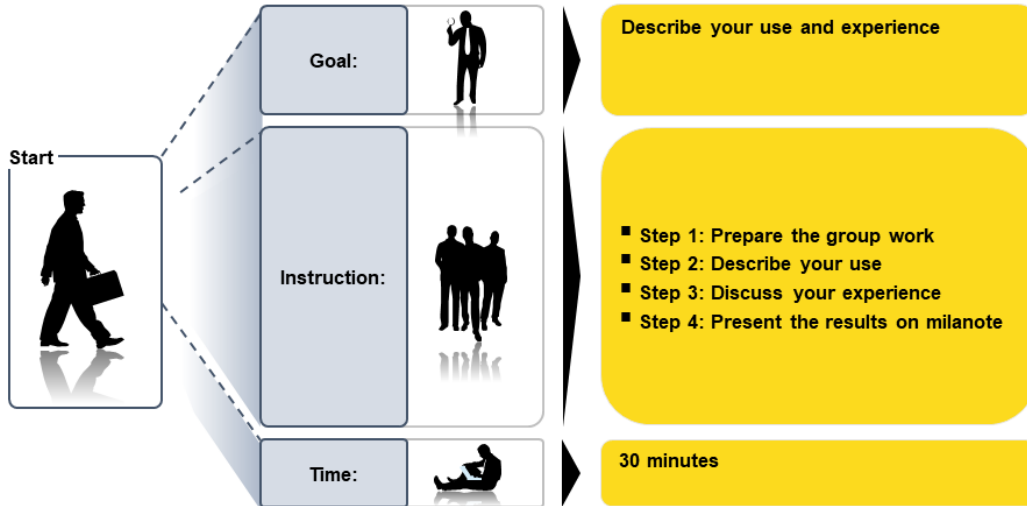 Start
Goal:
Describe your use and experience
Instruction:
▪ Step 1: Prepare the group work
▪ Step 2: Describe your use
▪ Step 3: Discuss your experience
▪ Step 4: Present the results on milanote
Time:
30 minutes